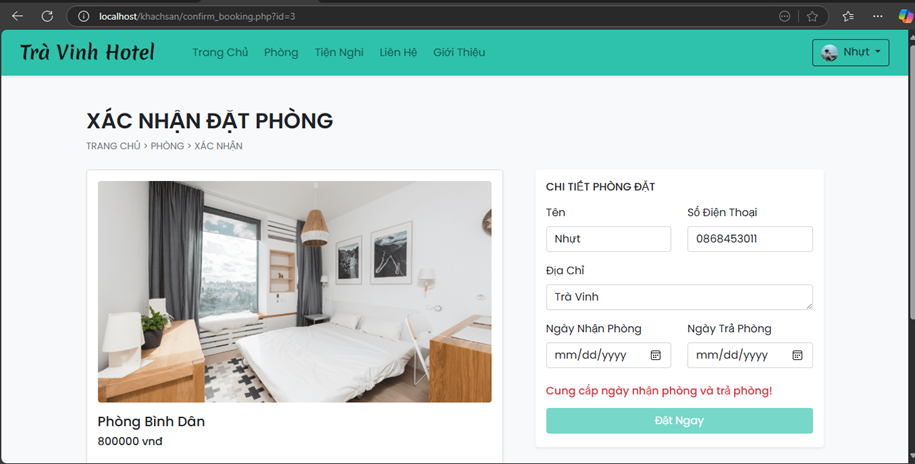 localhost/khachsan/confirm_booking.php?id=3
Trà Vinh Hotel
Trang Chủ Phòng Tiện Nghi Liên Hệ Giới Thiệu
Nhựt
XÁC NHẬN ĐẶT PHÒNG
TRANG CHỦ > PHÒNG > XÁC NHẬN
Phòng Bình Dân
800000 vnđ
CHI TIẾT PHÒNG ĐẶT
Tên Số Điện Thoại
Nhựt 0868453011
Địa Chỉ
Trà Vinh
Ngày Nhận Phòng Ngày Trả Phòng
mm/dd/yyyy mm/dd/yyyy
Cung cấp ngày nhận phòng và trả phòng!
Đặt Ngay